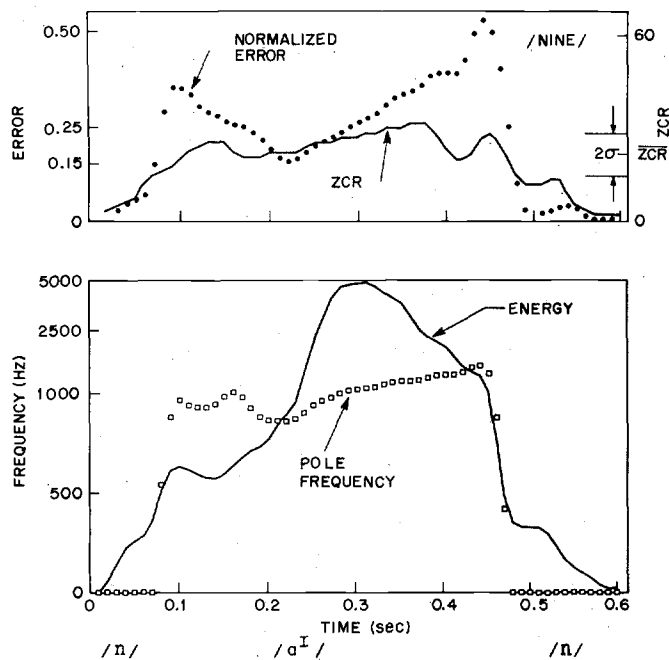 0.50
NORMALIZED
ERROR
/NINE/
60
ERROR
0.25
0.15
0
ZCR
2σ
Z̅C̅R̅
ZCR
0
5000
ENERGY
2500
FREQUENCY (Hz)
1000
POLE
FREQUENCY
500
0
0 0.1 0.2 0.3 0.4 0.5 0.6
TIME (sec)
/n/ /aᴵ/ /n/